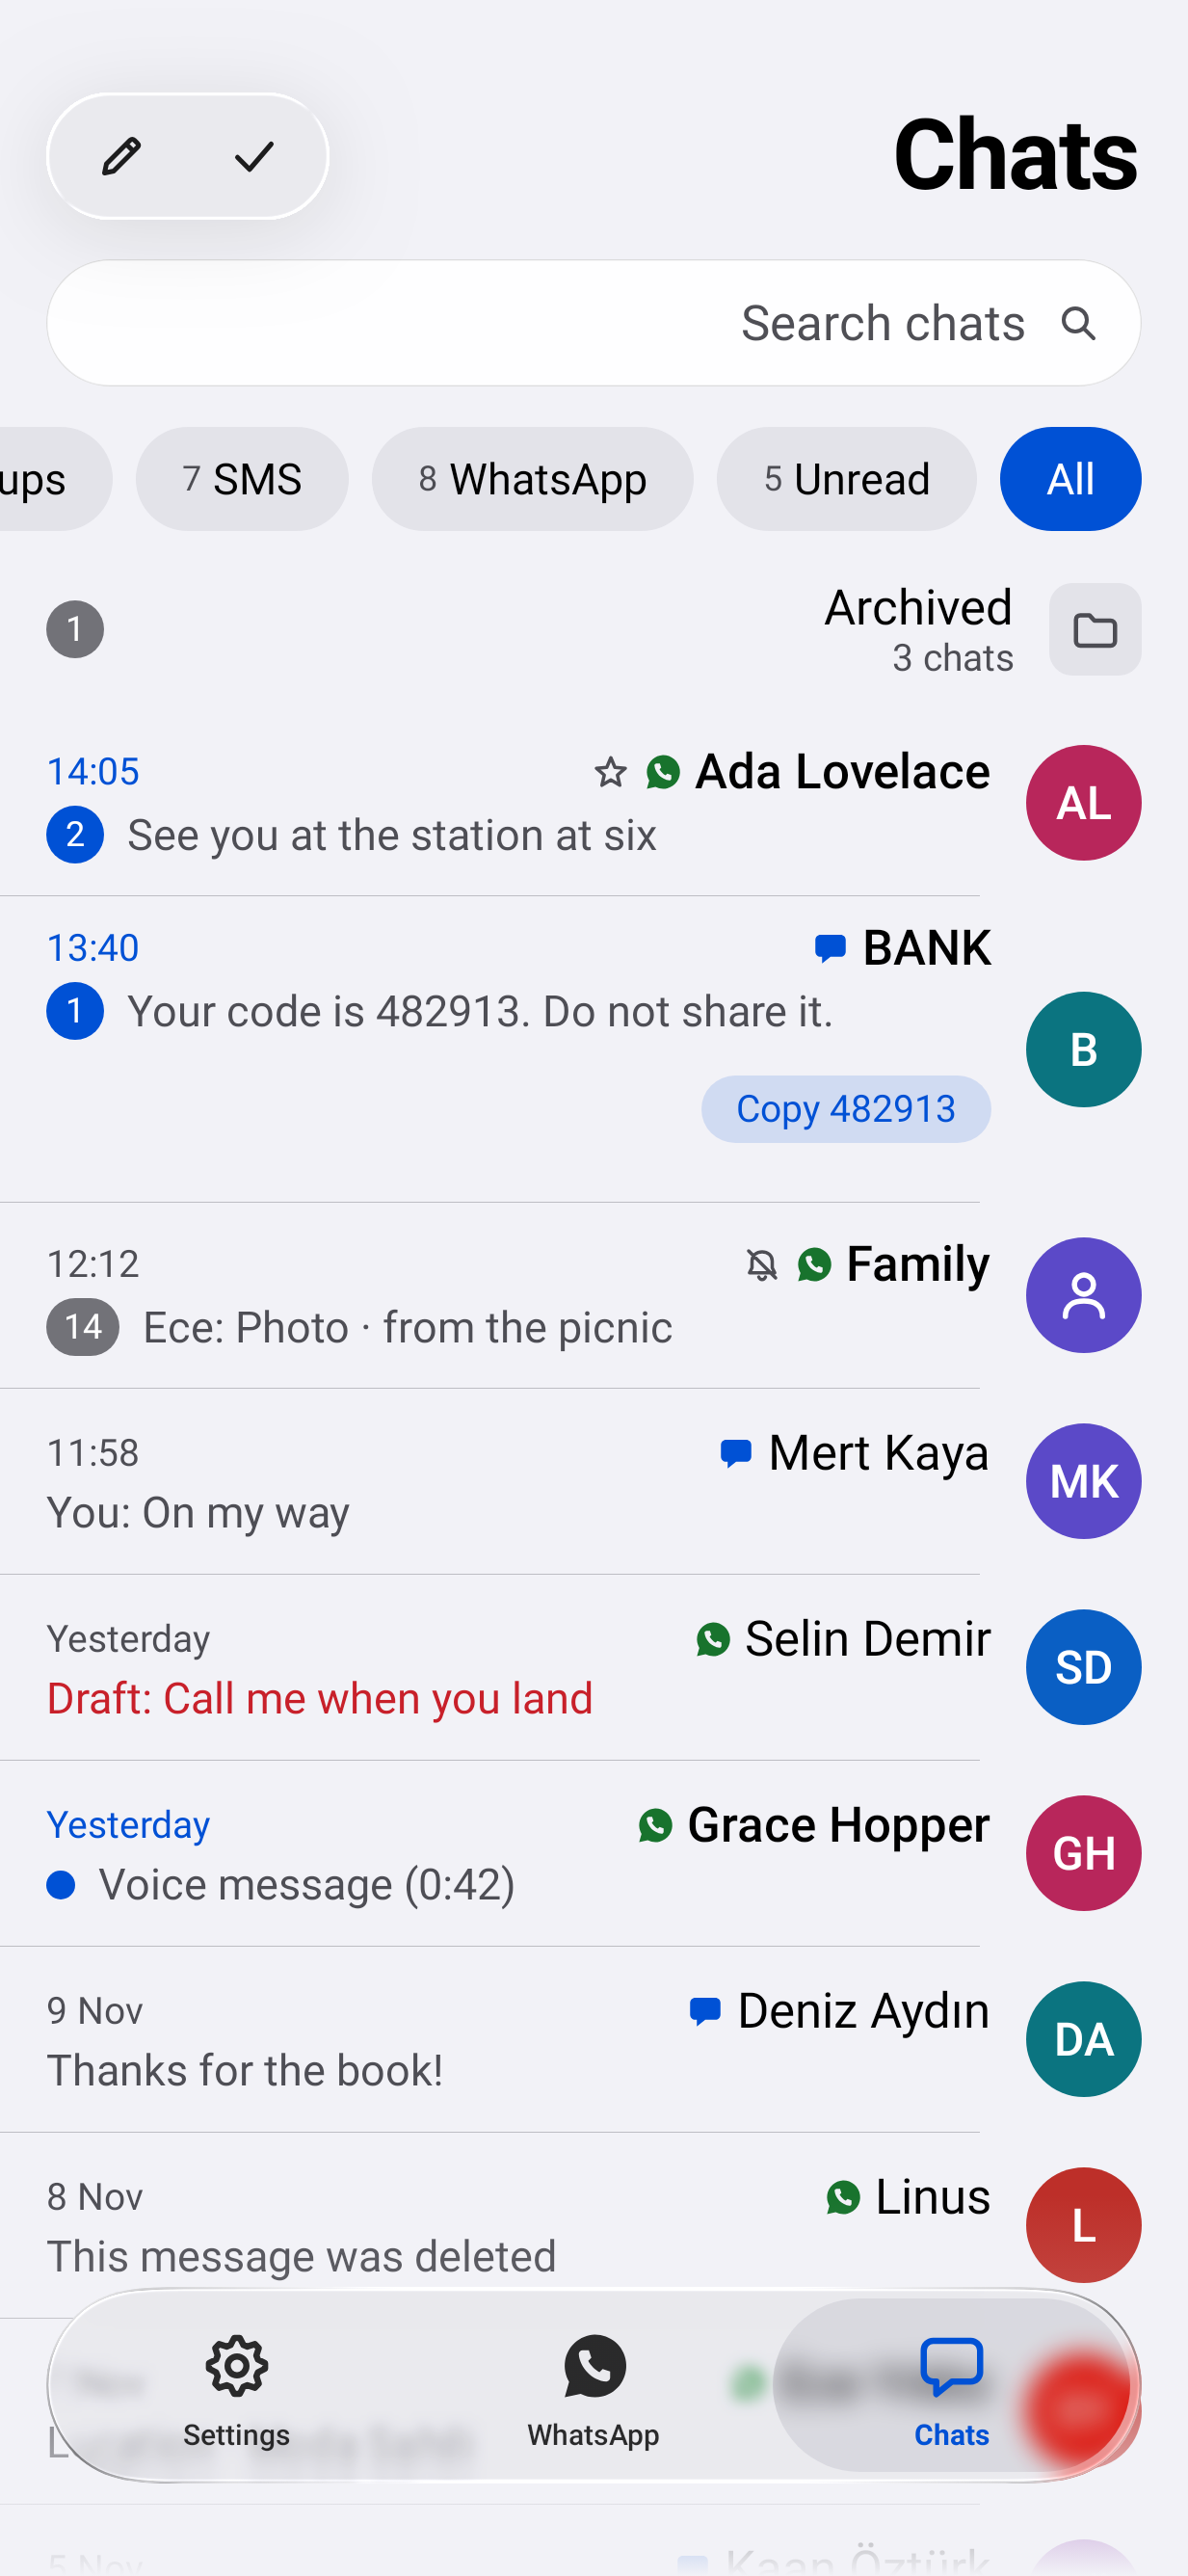 Chats
Search chats
All
5 Unread
8 WhatsApp
7 SMS
ups
Archived
3 chats
1
AL
Ada Lovelace
14:05
2 See you at the station at six
B
BANK
13:40
1 Your code is 482913. Do not share it.
Copy 482913
Family
12:12
14 Ece: Photo · from the picnic
MK
Mert Kaya
11:58
You: On my way
SD
Selin Demir
Yesterday
Draft: Call me when you land
GH
Grace Hopper
Yesterday
Voice message (0:42)
DA
Deniz Aydın
9 Nov
Thanks for the book!
L
Linus
8 Nov
This message was deleted
Settings
WhatsApp
Chats
5 Nov
Kaan Öztürk